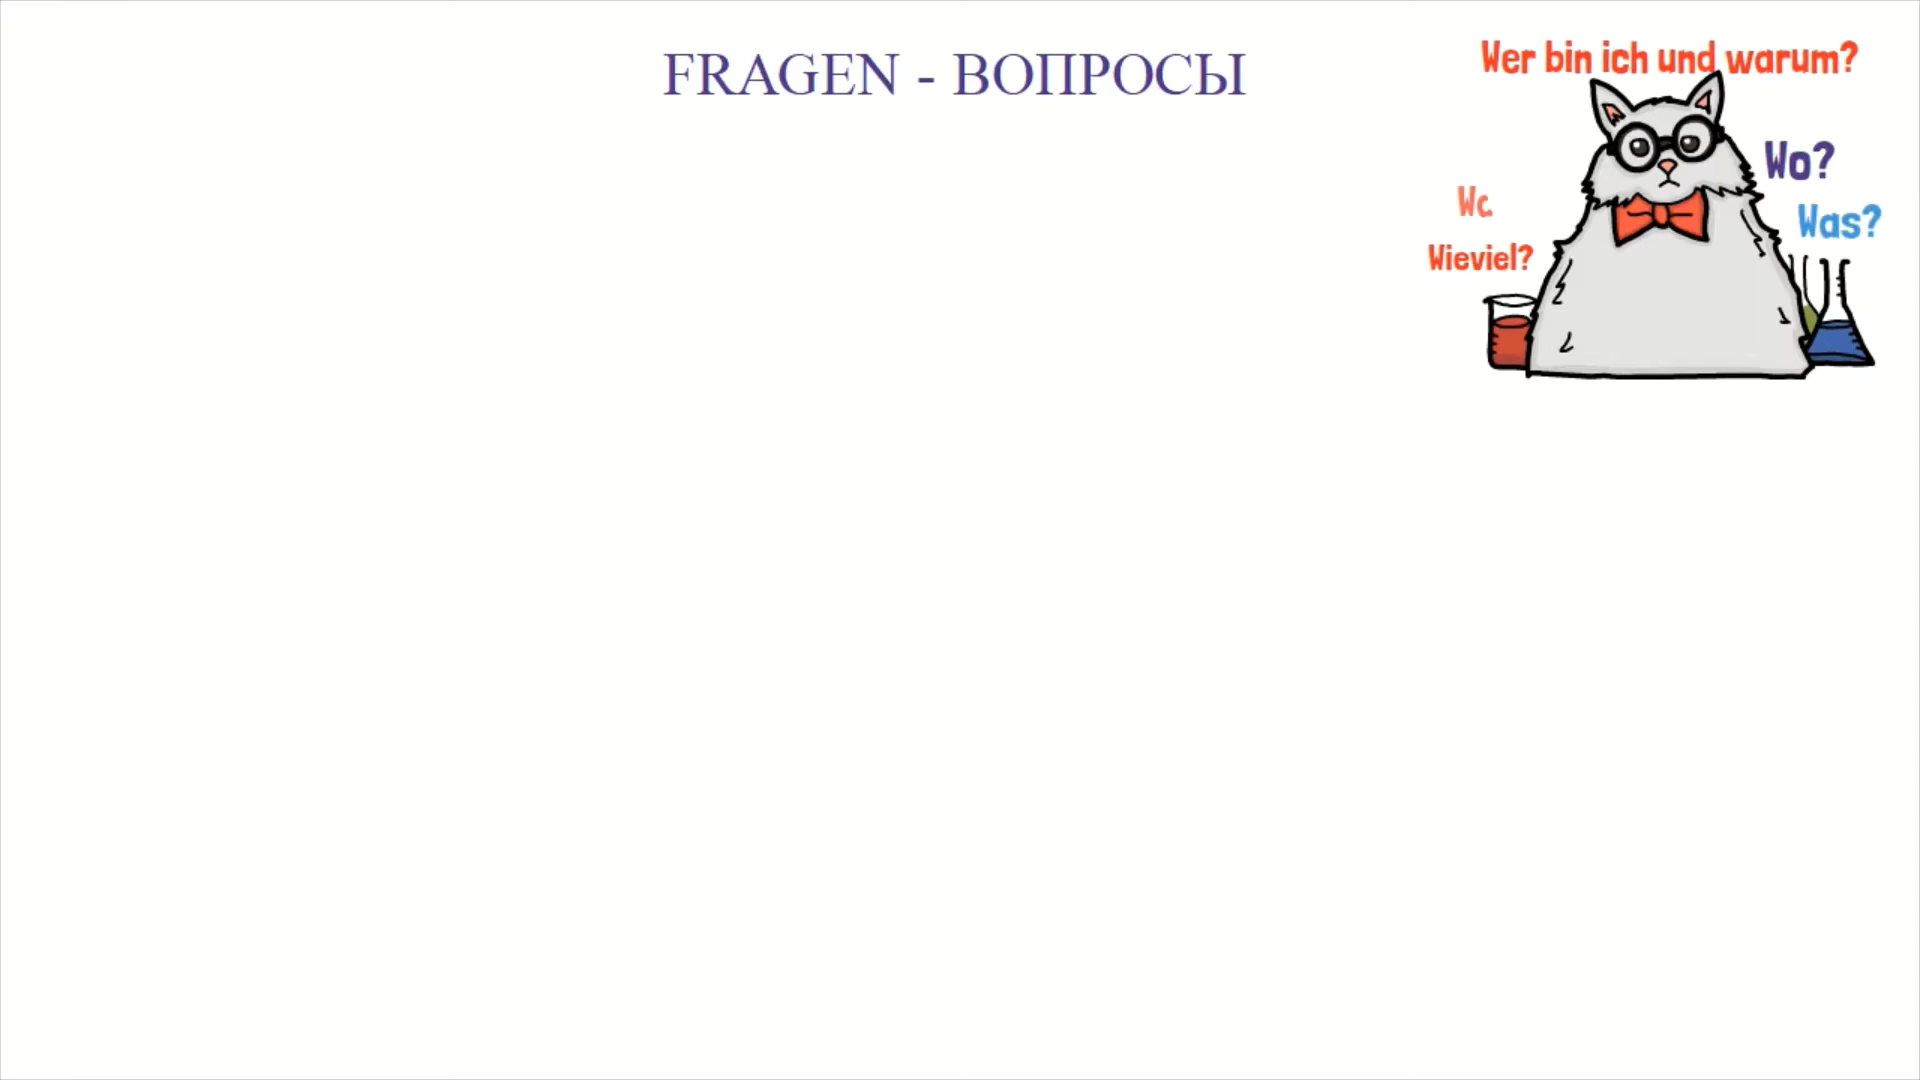 FRAGEN - ВОПРОСЫ
Wer bin ich und warum?
Wo?
Was?
Wieviel?